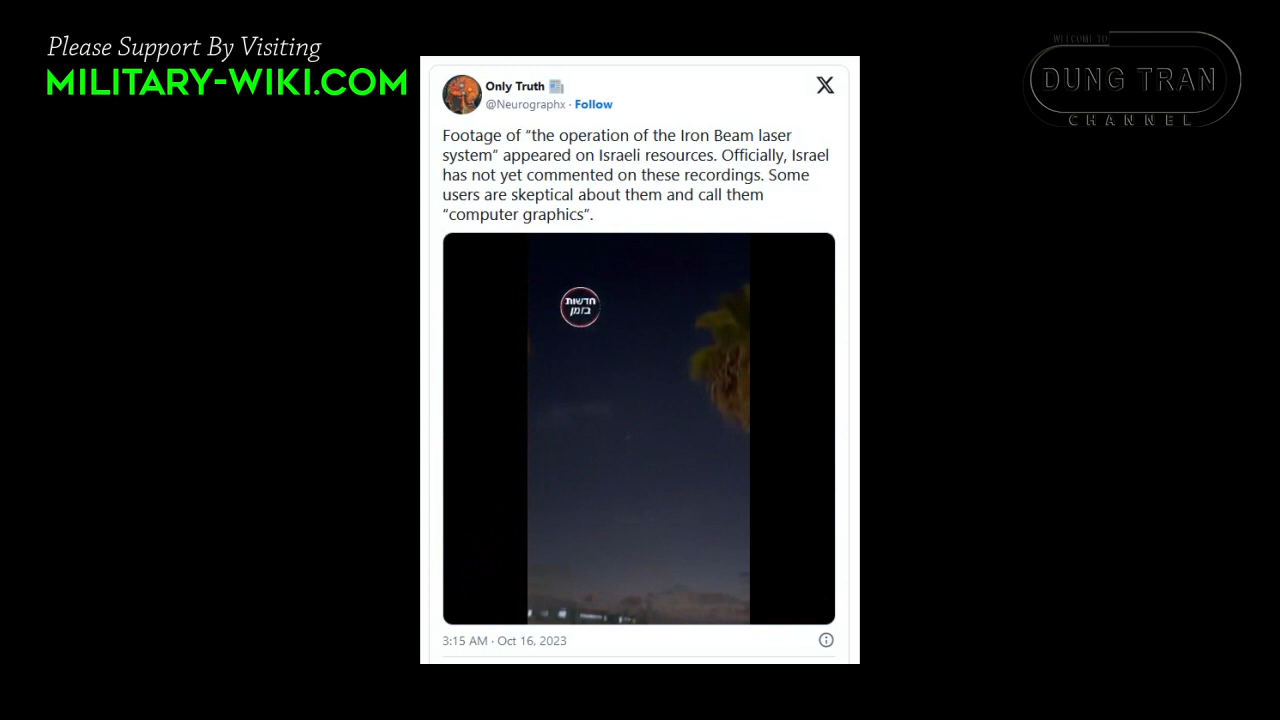 Please Support By Visiting
MILITARY-WIKI.COM
WELCOME TO
DUNG TRAN
CHANNEL
Only Truth
@Neurographx · Follow
Footage of “the operation of the Iron Beam laser
system” appeared on Israeli resources. Officially, Israel
has not yet commented on these recordings. Some
users are skeptical about them and call them
“computer graphics”.
חדשות
בזמן
3:15 AM · Oct 16, 2023